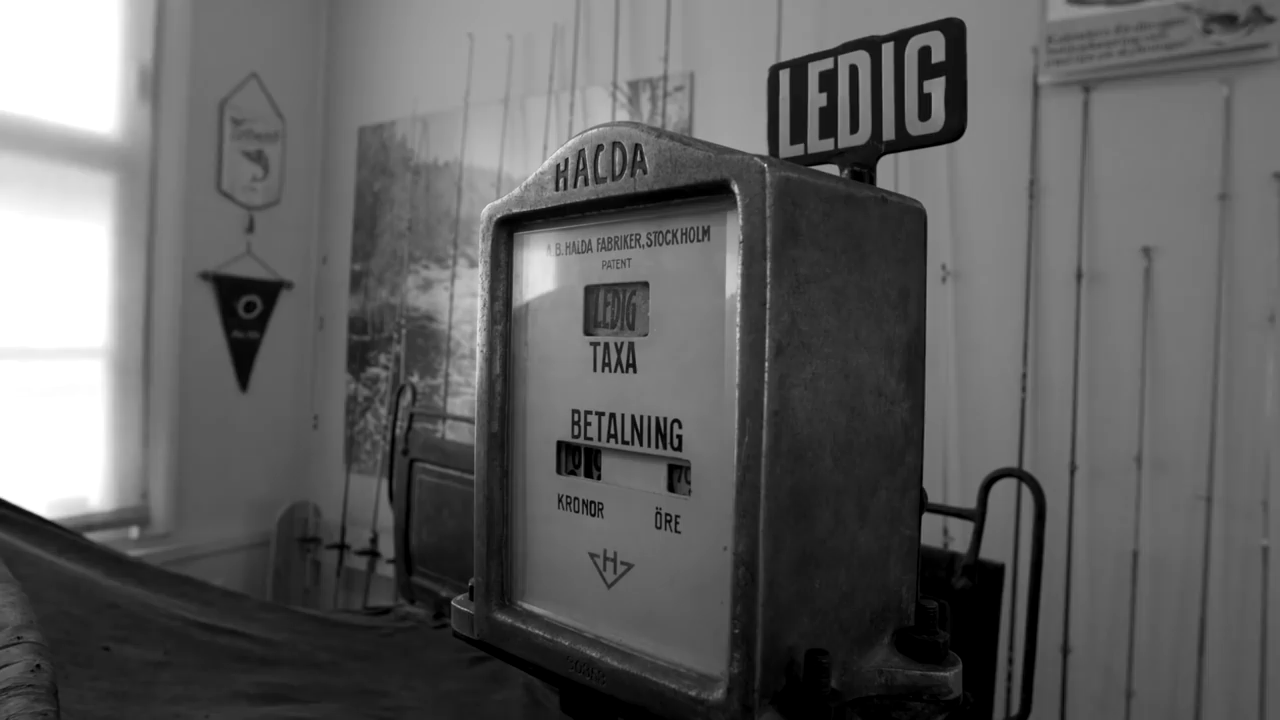 LEDIG
HALDA
A.B. HALDA FABRIKER, STOCKHOLM
PATENT
LEDIG
TAXA
BETALNING
KRONOR ÖRE
H